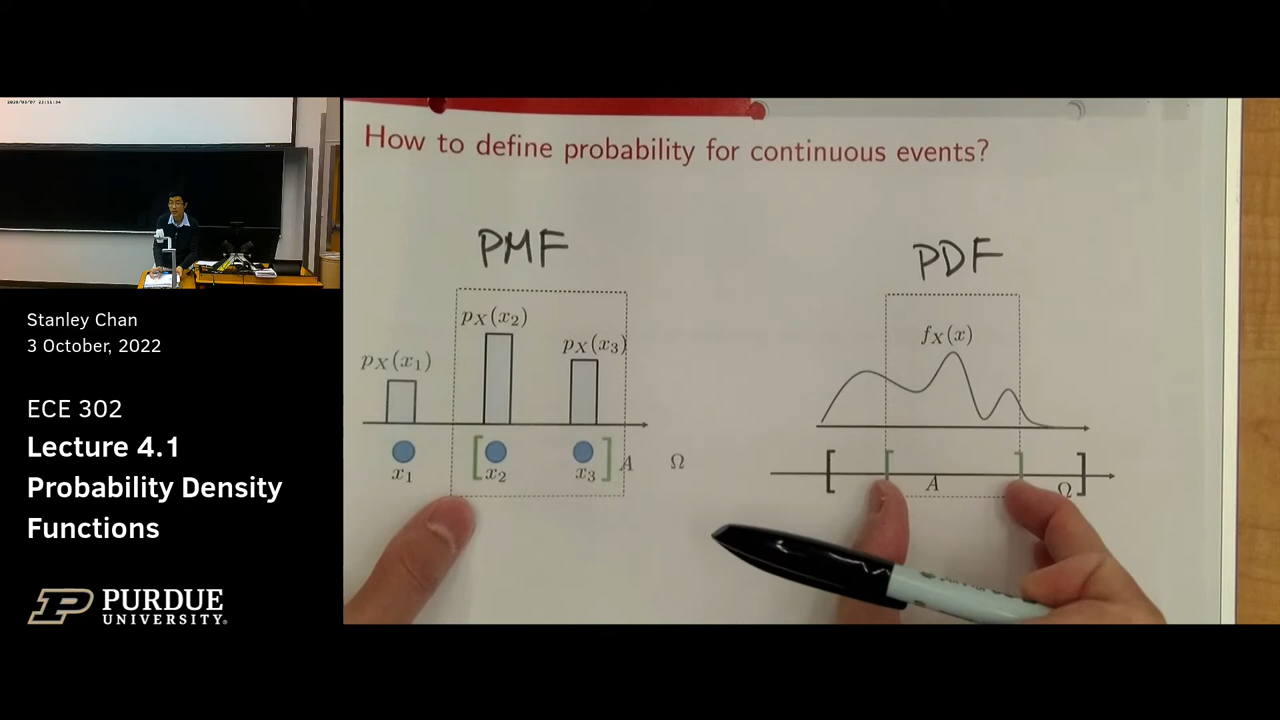 Stanley Chan
3 October, 2022
ECE 302
Lecture 4.1
Probability Density
Functions
PURDUE
UNIVERSITY
How to define probability for continuous events?
PMF
p_X(x_1)
p_X(x_2)
p_X(x_3)
x_1
x_2
x_3
A
Ω
PDF
f_X(x)
A
Ω